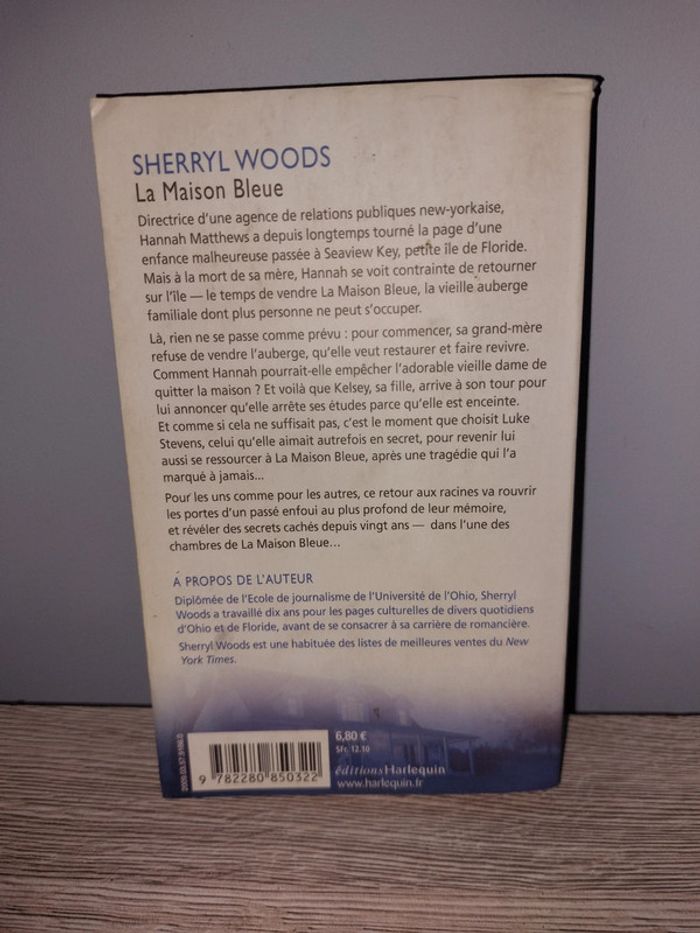 SHERRYL WOODS
La Maison Bleue
Directrice d'une agence de relations publiques new-yorkaise,
Hannah Matthews a depuis longtemps tourné la page d'une
enfance malheureuse passée à Seaview Key, petite île de Floride.
Mais à la mort de sa mère, Hannah se voit contrainte de retourner
sur l'île — le temps de vendre La Maison Bleue, la vieille auberge
familiale dont plus personne ne peut s'occuper.
Là, rien ne se passe comme prévu : pour commencer, sa grand-mère
refuse de vendre l'auberge, qu'elle veut restaurer et faire revivre.
Comment Hannah pourrait-elle empêcher l'adorable vieille dame de
quitter la maison ? Et voilà que Kelsey, sa fille, arrive à son tour pour
lui annoncer qu'elle arrête ses études parce qu'elle est enceinte.
Et comme si cela ne suffisait pas, c'est le moment que choisit Luke
Stevens, celui qu'elle aimait autrefois en secret, pour revenir lui
aussi se ressourcer à La Maison Bleue, après une tragédie qui l'a
marqué à jamais...
Pour les uns comme pour les autres, ce retour aux racines va rouvrir
les portes d'un passé enfoui au plus profond de leur mémoire,
et révéler des secrets cachés depuis vingt ans — dans l'une des
chambres de La Maison Bleue...
À PROPOS DE L'AUTEUR
Diplômée de l'Ecole de journalisme de l'Université de l'Ohio, Sherryl
Woods a travaillé dix ans pour les pages culturelles de divers quotidiens
d'Ohio et de Floride, avant de se consacrer à sa carrière de romancière.
Sherryl Woods est une habituée des listes de meilleures ventes du New
York Times.
6,80 €
Sfr. 12.10
9 782280 850322
éditions Harlequin
www.harlequin.fr